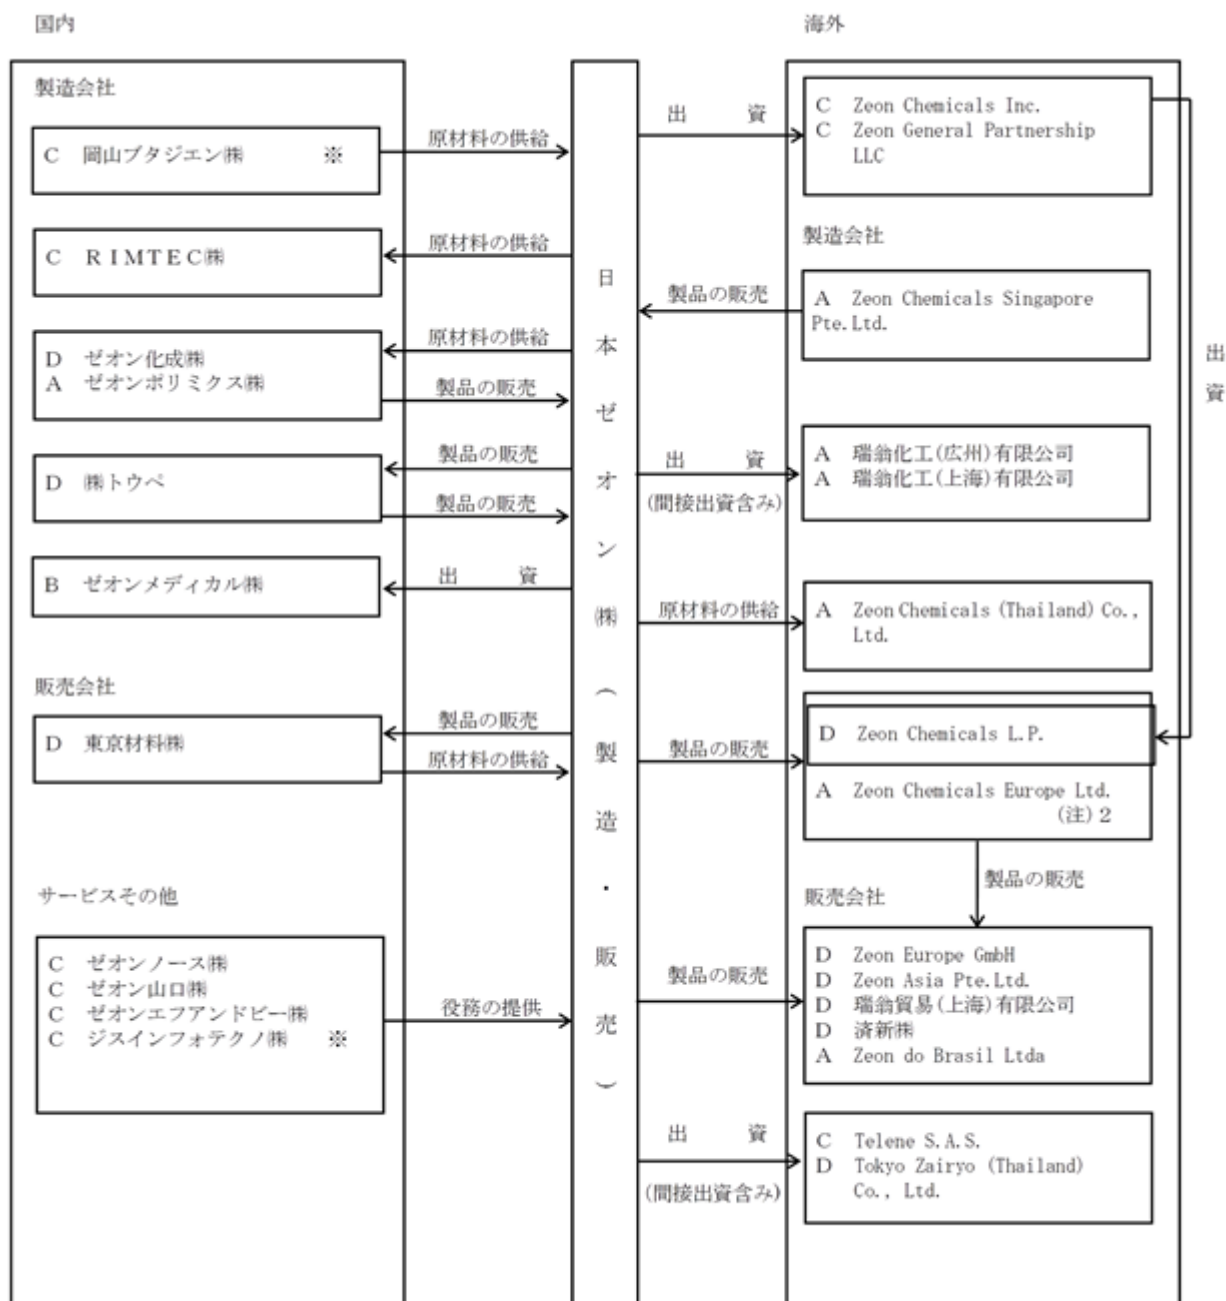 国内
製造会社
C 岡山ブタジエン㈱ ※
C RIMTEC㈱
D ゼオン化成㈱
A ゼオンポリミクス㈱
D ㈱トウペ
B ゼオンメディカル㈱
販売会社
D 東京材料㈱
サービスその他
C ゼオンノース㈱
C ゼオン山口㈱
C ゼオンエフアンドビー㈱
C ジスインフォテクノ㈱ ※
原材料の供給
原材料の供給
原材料の供給
製品の販売
製品の販売
製品の販売
出 資
製品の販売
原材料の供給
役務の提供
日本ゼオン㈱(製造・販売)
出 資
製品の販売
出 資
(間接出資含み)
原材料の供給
製品の販売
製品の販売
出 資
(間接出資含み)
海外
C Zeon Chemicals Inc.
C Zeon General Partnership
LLC
製造会社
A Zeon Chemicals Singapore
Pte.Ltd.
A 瑞翁化工(広州)有限公司
A 瑞翁化工(上海)有限公司
A Zeon Chemicals (Thailand) Co.,
Ltd.
D Zeon Chemicals L.P.
A Zeon Chemicals Europe Ltd.
(注)2
製品の販売
販売会社
D Zeon Europe GmbH
D Zeon Asia Pte.Ltd.
D 瑞翁貿易(上海)有限公司
D 済新㈱
A Zeon do Brasil Ltda
C Telene S.A.S.
D Tokyo Zairyo (Thailand)
Co., Ltd.
出資